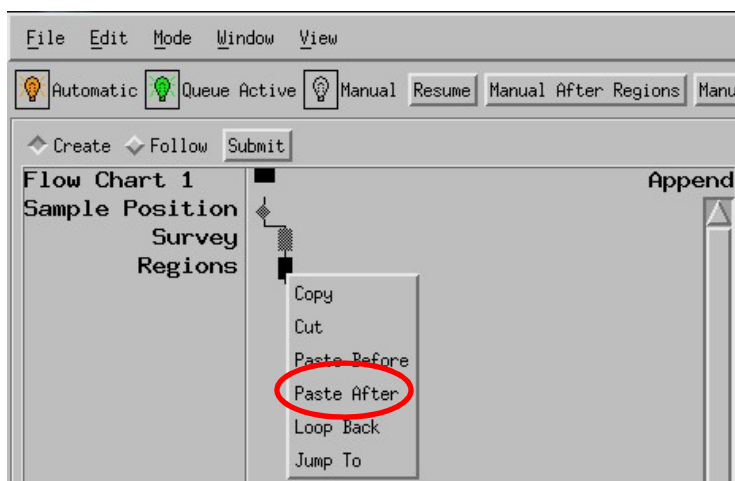 File Edit Mode Window View
Automatic Queue Active Manual Resume Manual After Regions Manu
Create Follow Submit
Flow Chart 1 Append
Sample Position
Survey
Regions
Copy
Cut
Paste Before
Paste After
Loop Back
Jump To